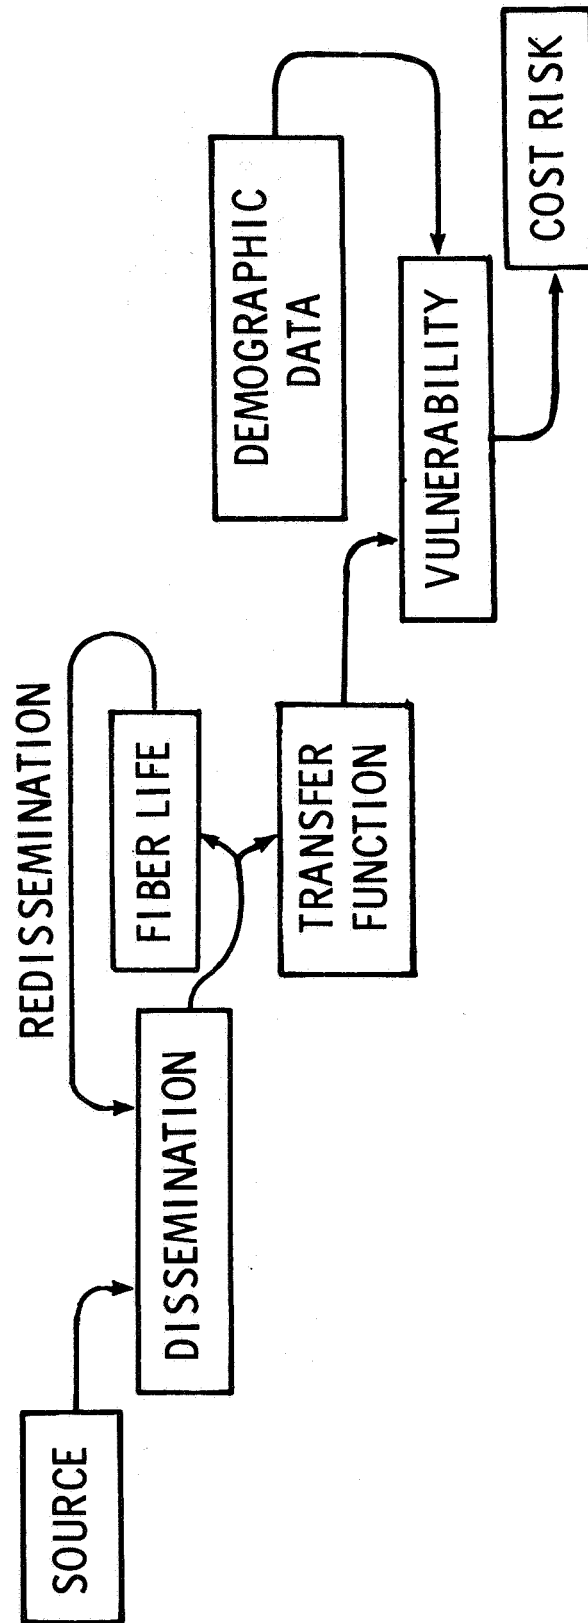 SOURCE
DISSEMINATION
REDISSEMINATION
FIBER LIFE
TRANSFER
FUNCTION
DEMOGRAPHIC
DATA
VULNERABILITY
COST RISK